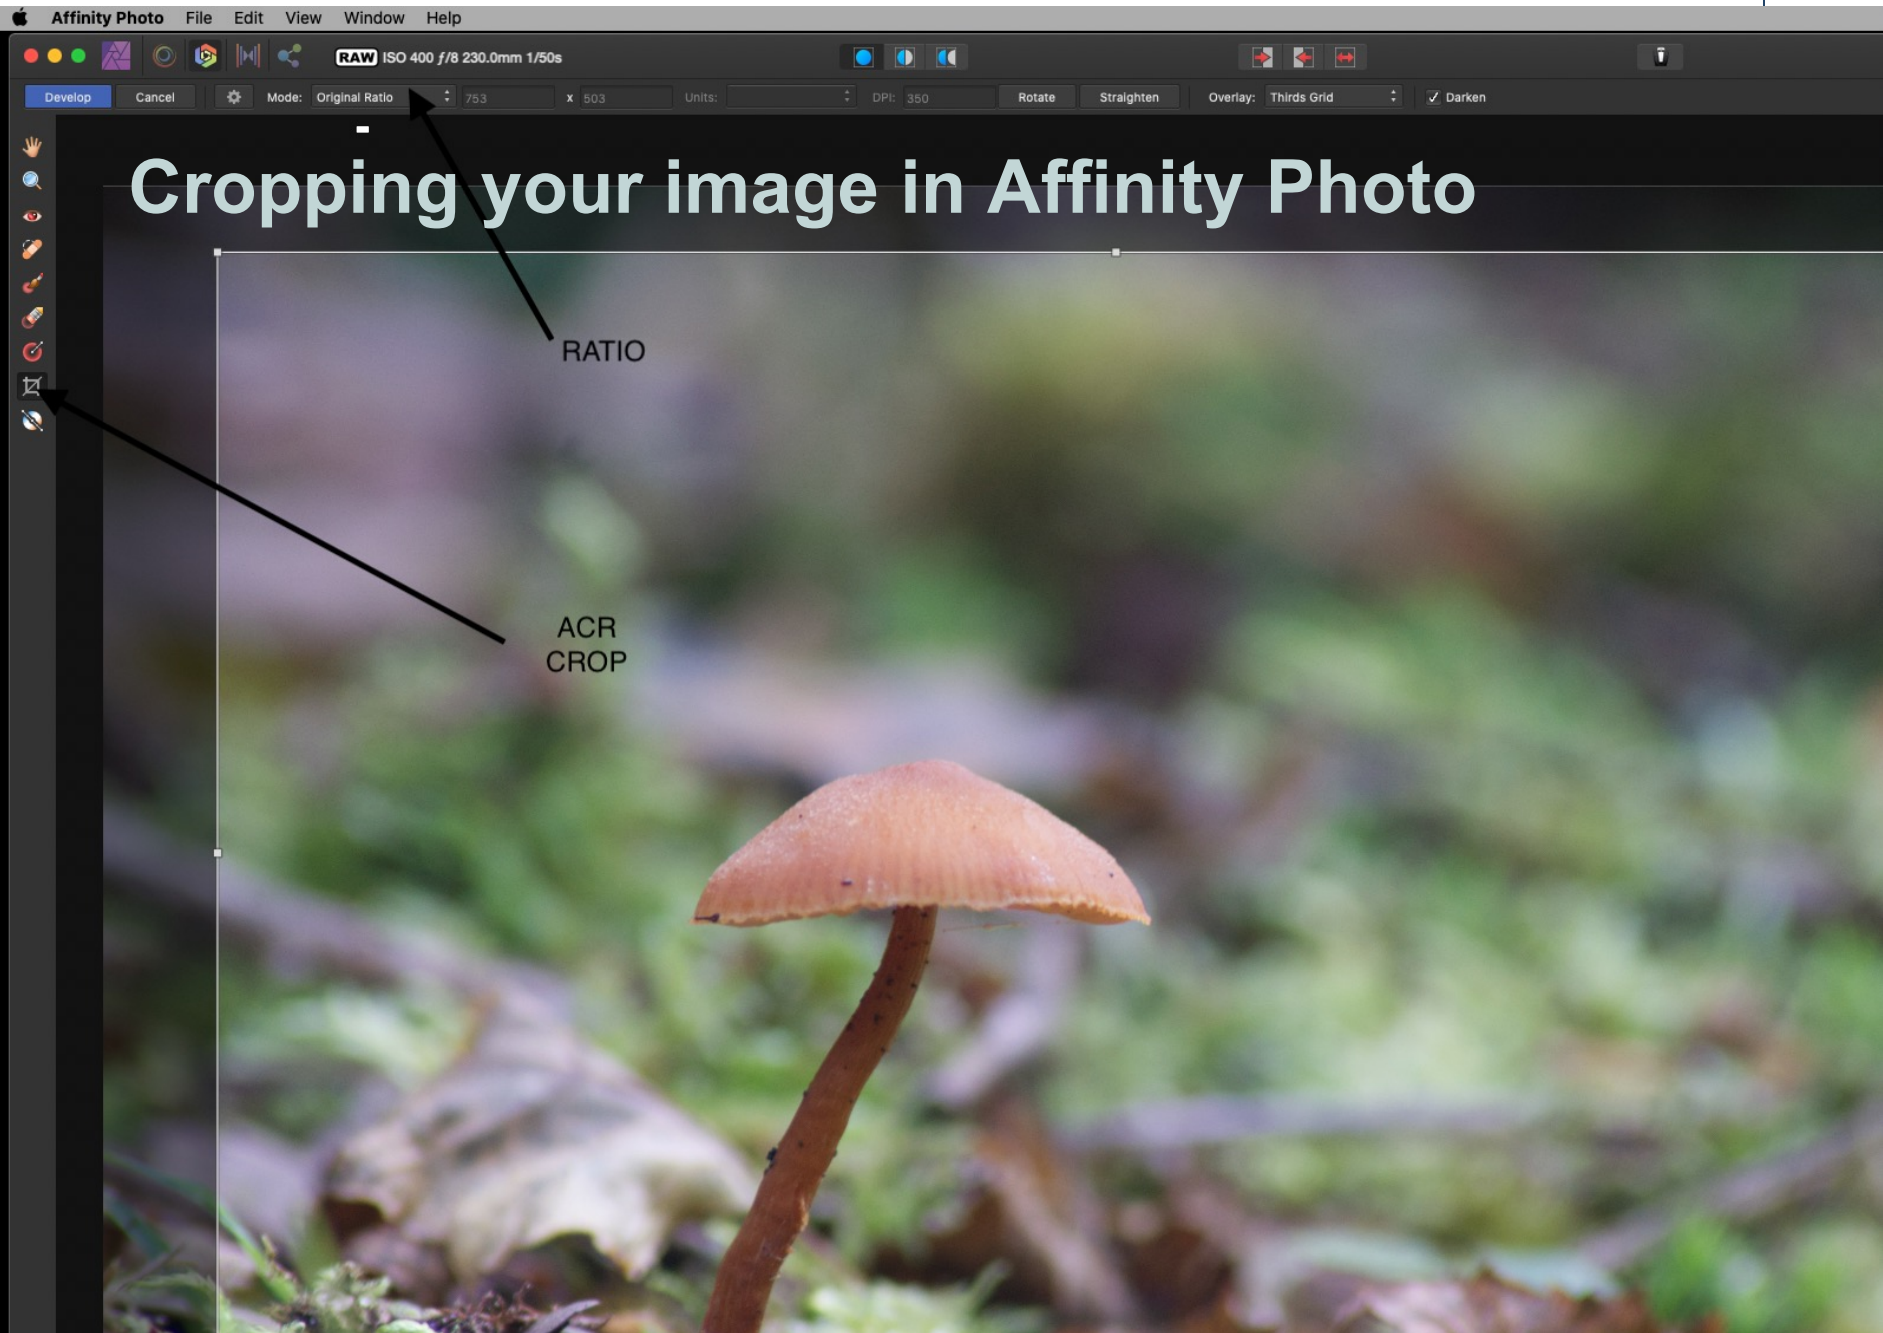 Affinity Photo File Edit View Window Help
RAW ISO 400 ƒ/8 230.0mm 1/50s
Develop Cancel Mode: Original Ratio 753 x 503 Units: DPI: 350 Rotate Straighten Overlay: Thirds Grid Darken
Cropping your image in Affinity Photo
RATIO
ACR
CROP